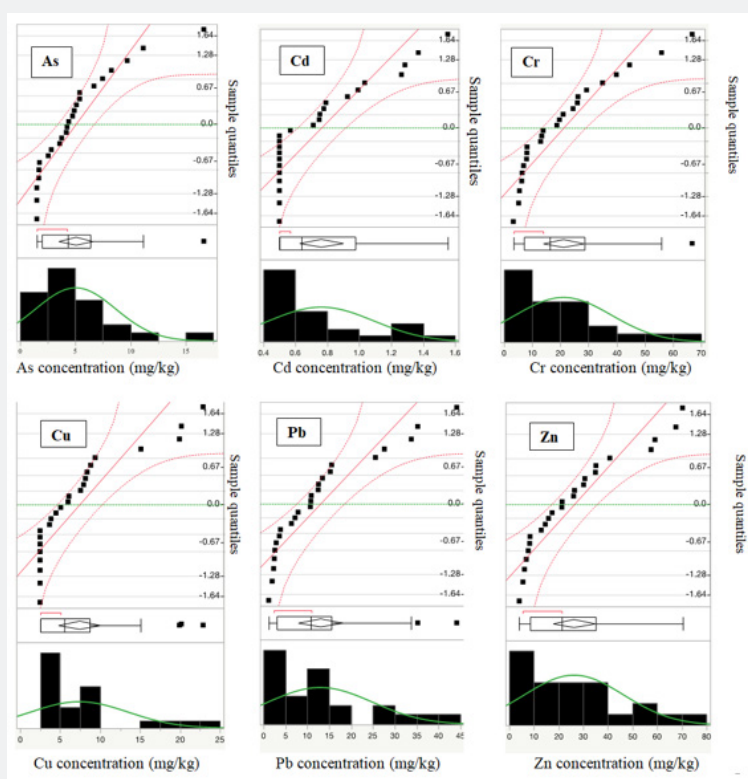 As
1.64
1.28
0.67
0.0
-0.67
-1.28
-1.64
Sample quantiles
0 5 10 15
As concentration (mg/kg)
Cd
1.64
1.28
0.67
0.0
-0.67
-1.28
-1.64
Sample quantiles
0.4 0.6 0.8 1 1.2 1.4 1.6
Cd concentration (mg/kg)
Cr
1.64
1.28
0.67
0.0
-0.67
-1.28
-1.64
Sample quantiles
0 10 20 30 40 50 60 70
Cr concentration (mg/kg)
Cu
1.64
1.28
0.67
0.0
-0.67
-1.28
-1.64
Sample quantiles
0 5 10 15 20 25
Cu concentration (mg/kg)
Pb
1.64
1.28
0.67
0.0
-0.67
-1.28
-1.64
Sample quantiles
0 5 10 15 20 25 30 35 40 45
Pb concentration (mg/kg)
Zn
1.64
1.28
0.67
0.0
-0.67
-1.28
-1.64
Sample quantiles
0 10 20 30 40 50 60 70 80
Zn concentration (mg/kg)